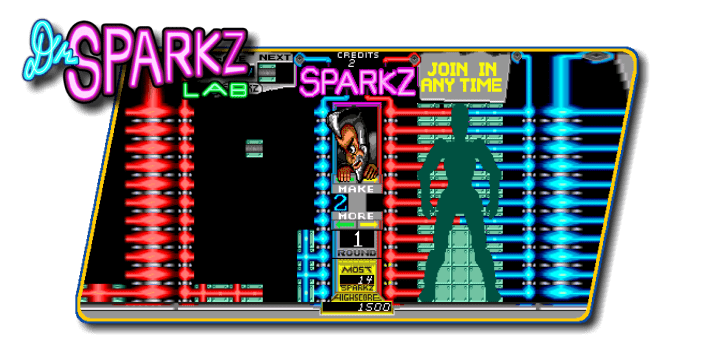 Dr
SPARKZ
LAB
NEXT
CREDITS
2
SPARKZ
JOIN IN
ANY TIME
MAKE
2
MORE
1
ROUND
MOST
14
SPARKZ
HIGHSCORE
1500